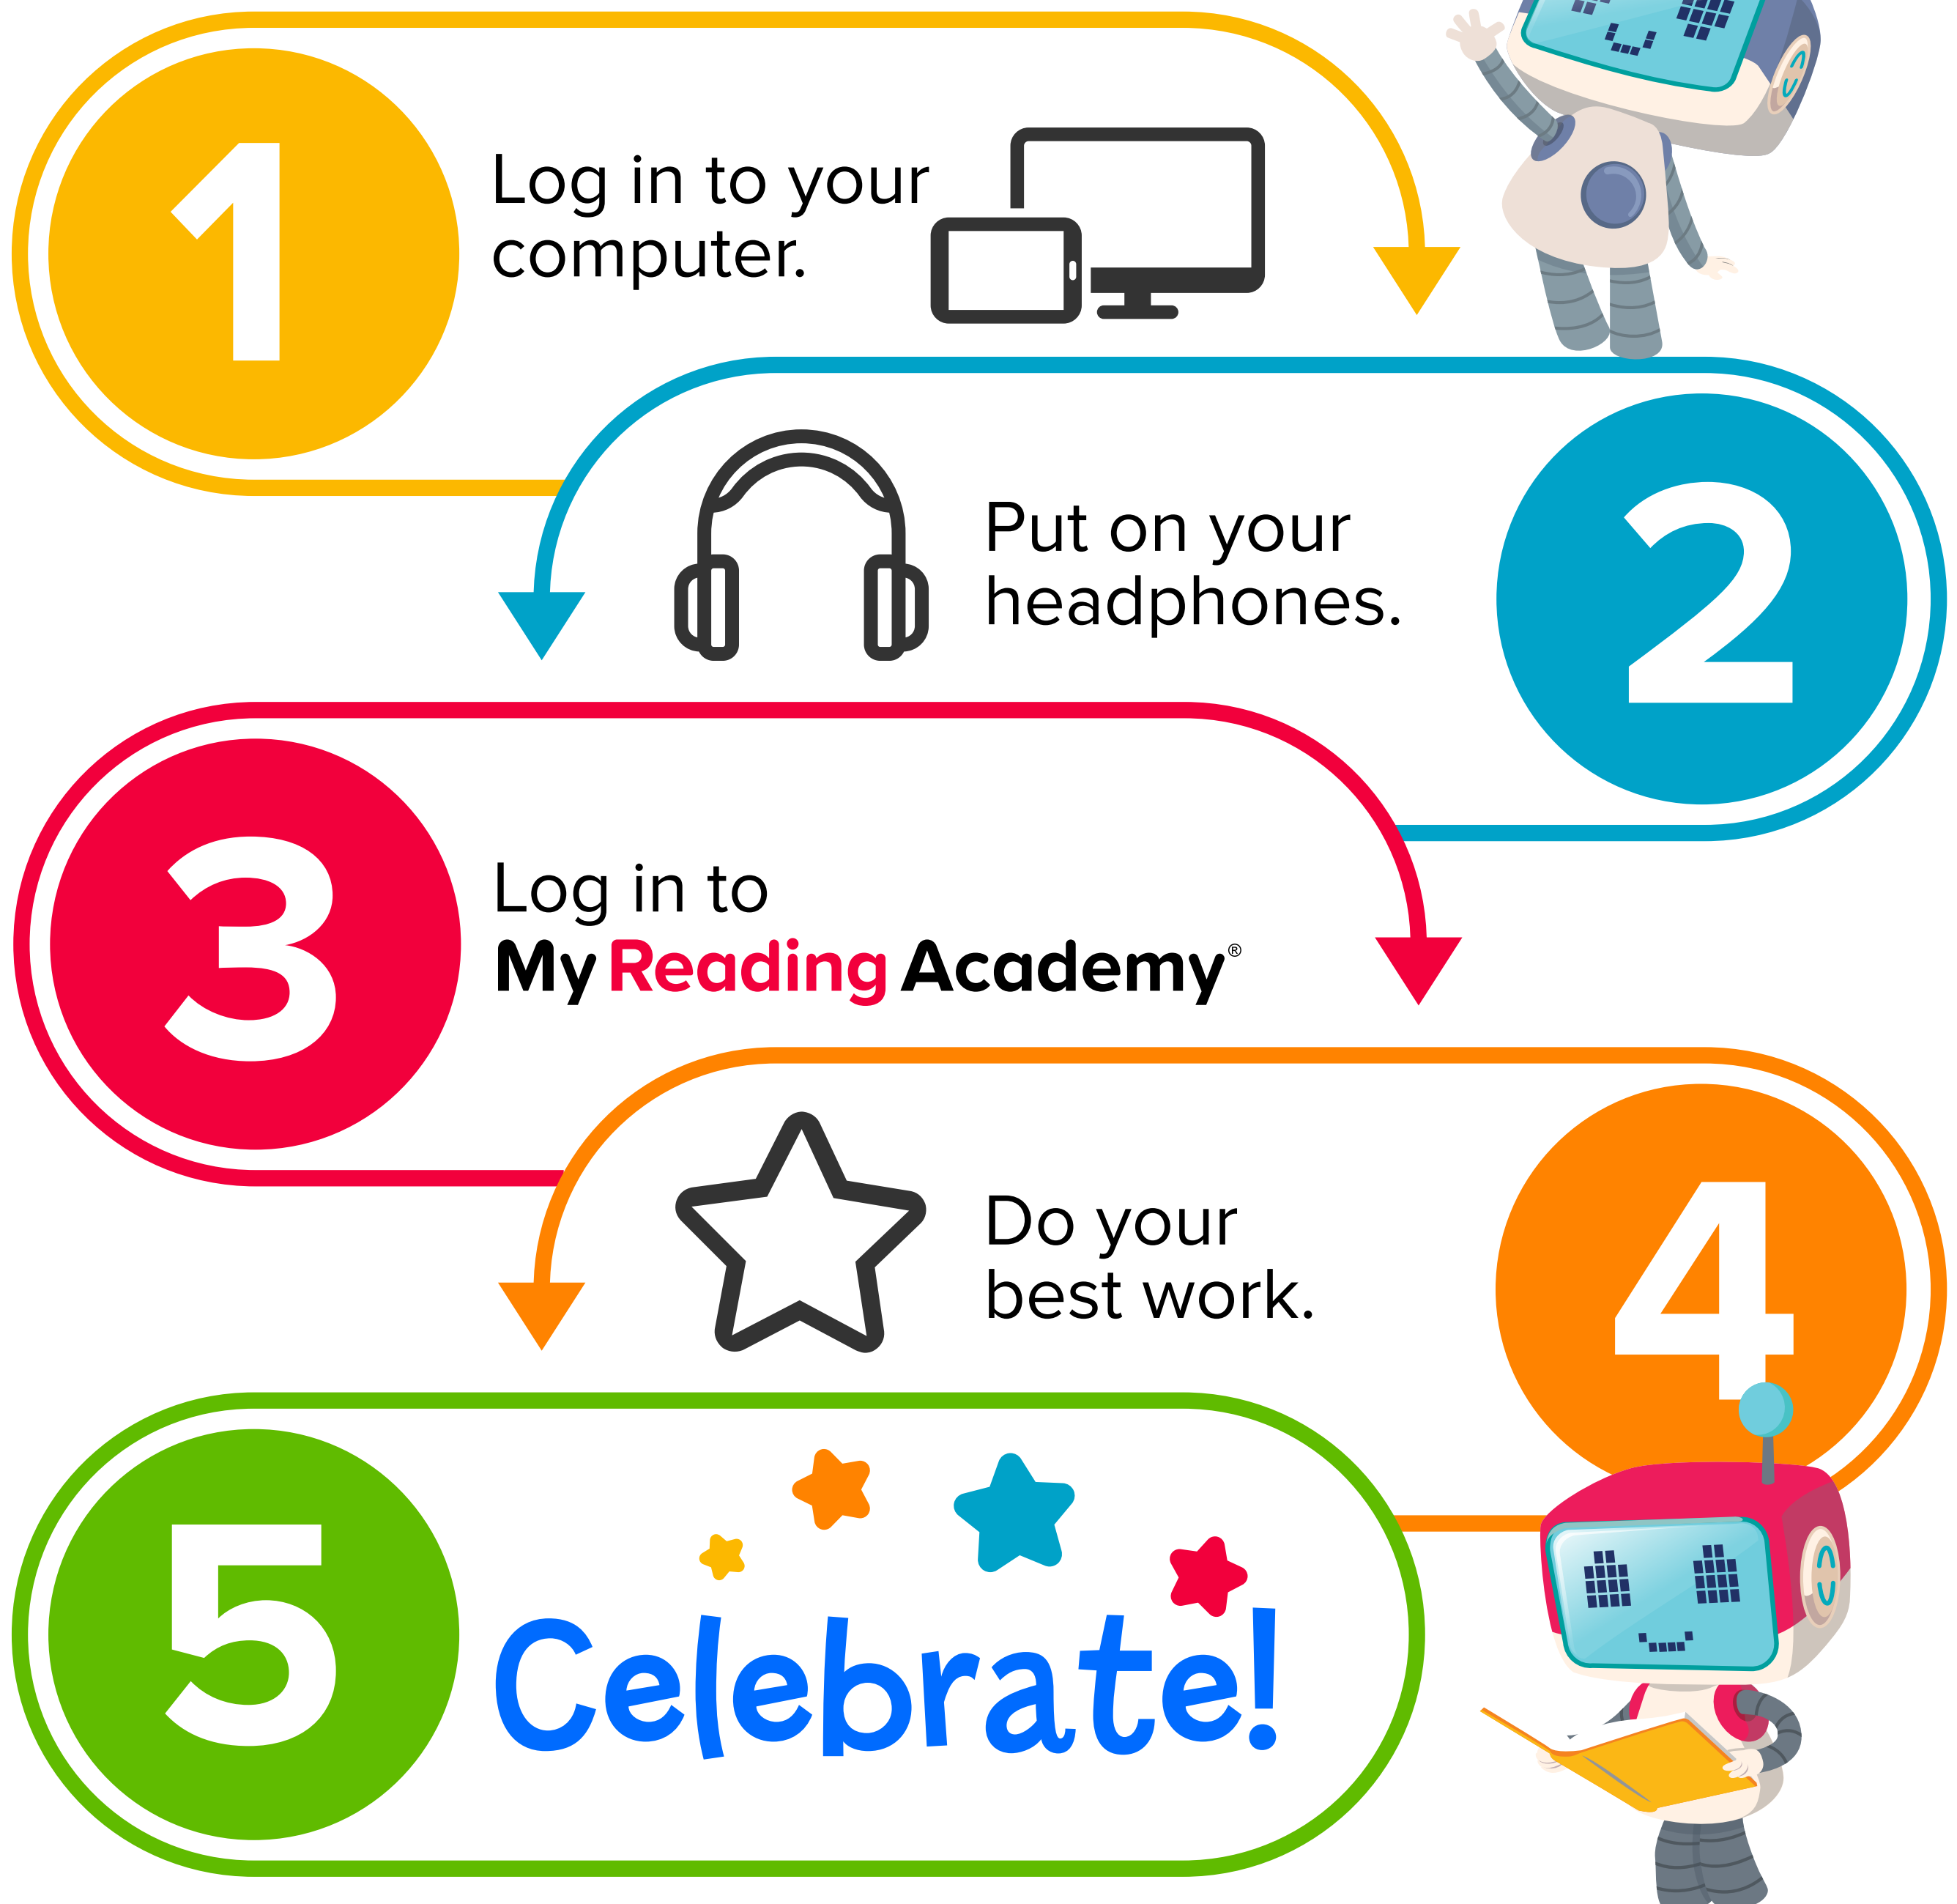 1
Log in to your
computer.
2
Put on your
headphones.
3
Log in to
My Reading Academy®
4
Do your
best work.
5
Celebrate!